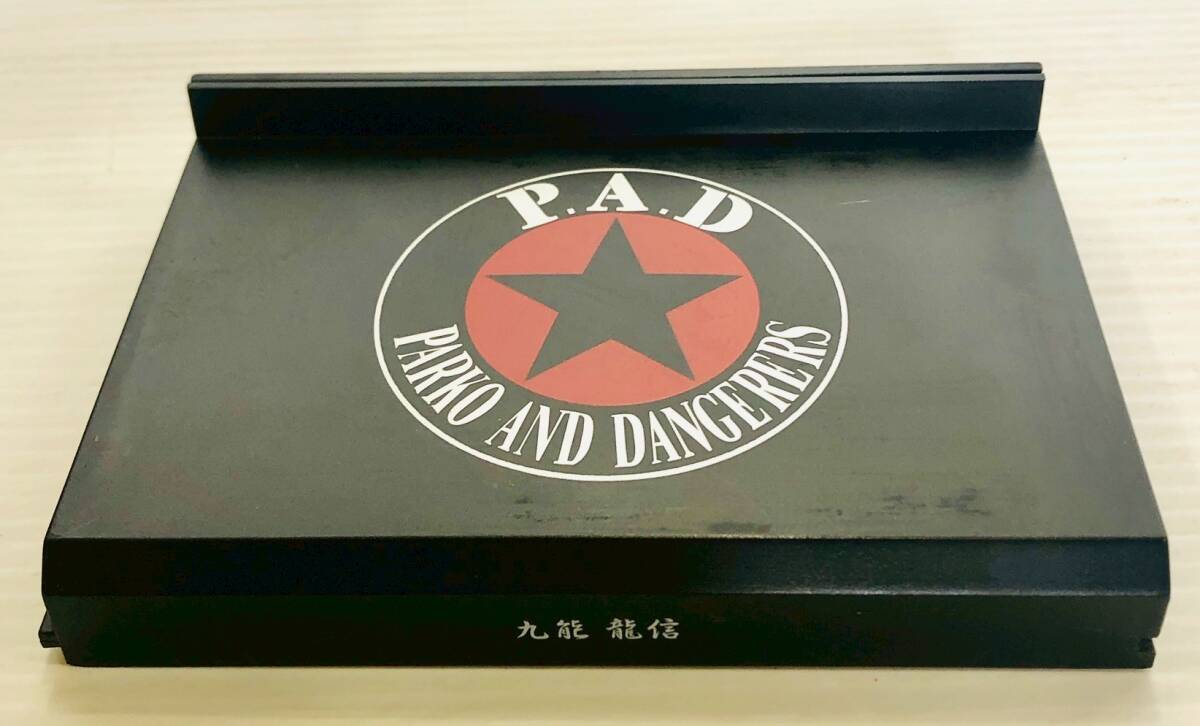 P.A.D
PARKO AND DANGERERS
九能 龍信